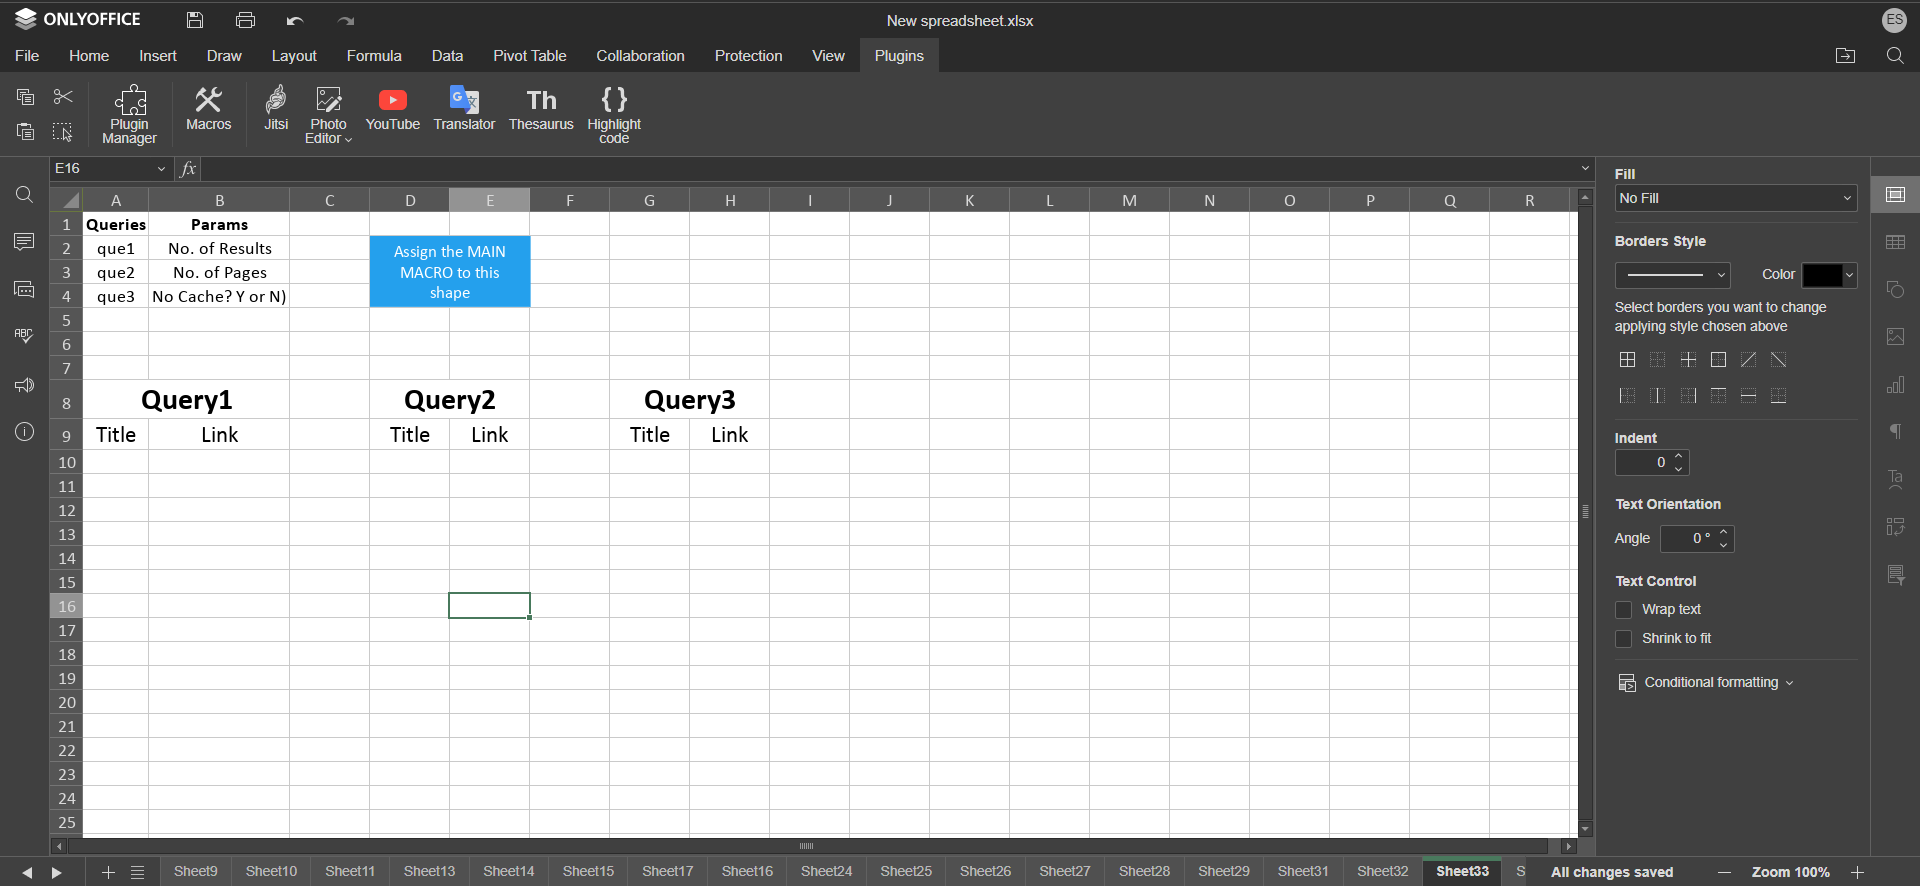 ONLYOFFICE
New spreadsheet.xlsx
ES
File Home Insert Draw Layout Formula Data Pivot Table Collaboration Protection View Plugins
Plugin Manager
Macros
Jitsi
Photo Editor
YouTube
Translator
Th
Thesaurus
Highlight code
E16
fx
A B C D E F G H I J K L M N O P Q R
1 Queries Params
2 que1 No. of Results
3 que2 No. of Pages
4 que3 No Cache? Y or N)
Assign the MAIN
MACRO to this
shape
5
6
7
8 Query1 Query2 Query3
9 Title Link Title Link Title Link
10
11
12
13
14
15
16
17
18
19
20
21
22
23
24
25
Fill
No Fill
Borders Style
Color
Select borders you want to change
applying style chosen above
Indent
0
Text Orientation
Angle 0 °
Text Control
Wrap text
Shrink to fit
Conditional formatting
ABC
Ta
Sheet9 Sheet10 Sheet11 Sheet13 Sheet14 Sheet15 Sheet17 Sheet16 Sheet24 Sheet25 Sheet26 Sheet27 Sheet28 Sheet29 Sheet31 Sheet32 Sheet33 S
All changes saved
Zoom 100%